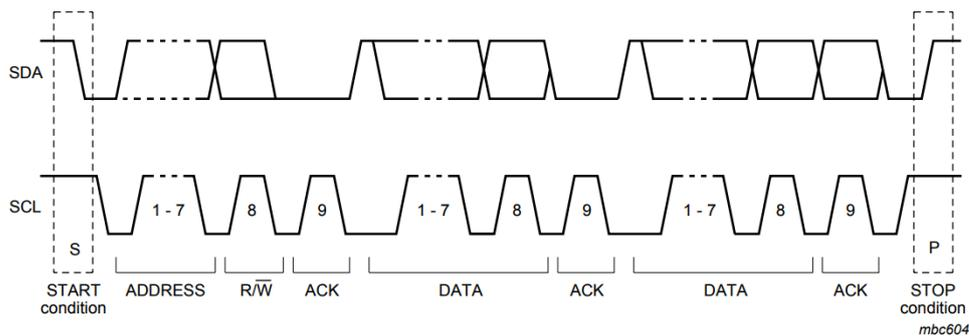 SDA
SCL
1 - 7 8 9 1 - 7 8 9 1 - 7 8 9
S P
START condition ADDRESS R/W̅ ACK DATA ACK DATA ACK STOP condition
mbc604